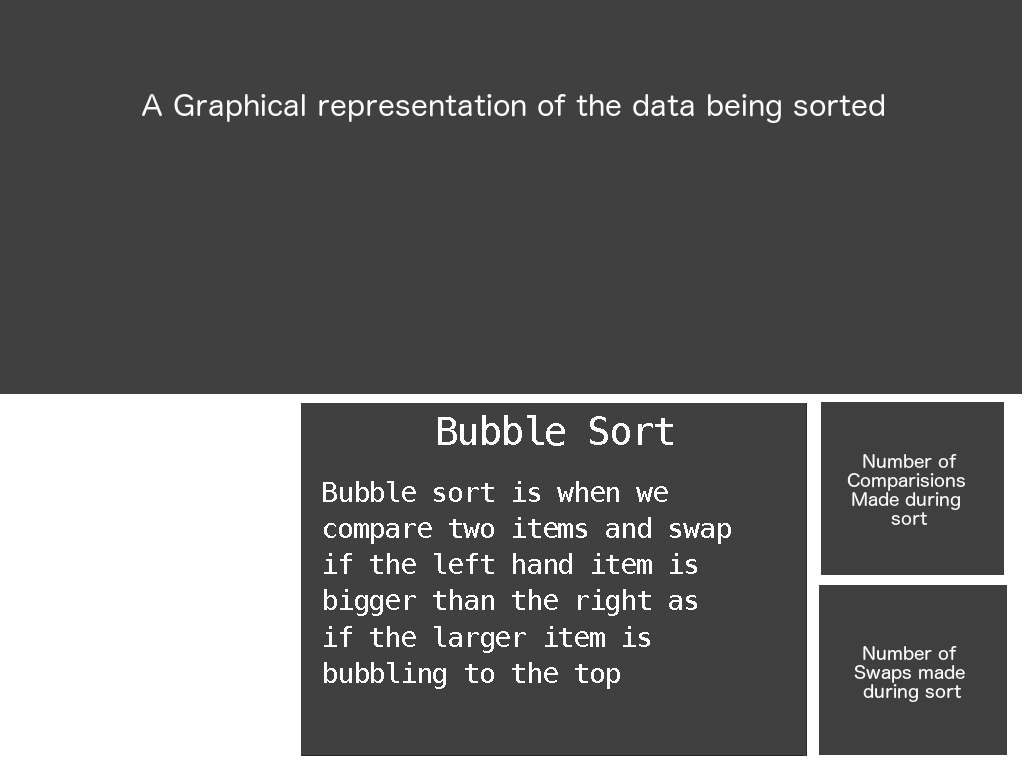 A Graphical representation of the data being sorted
Bubble Sort
Bubble sort is when we
compare two items and swap
if the left hand item is
bigger than the right as
if the larger item is
bubbling to the top
Number of
Comparisions
Made during
sort
Number of
Swaps made
during sort